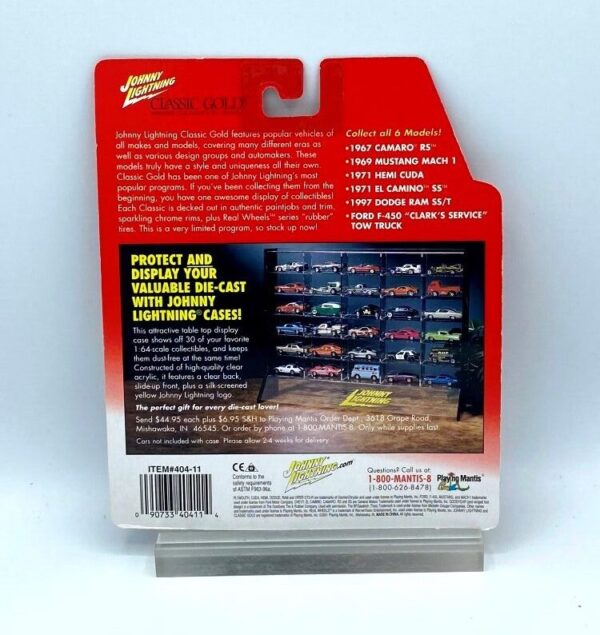 JOHNNY
LIGHTNING
CLASSIC GOLD
Johnny Lightning Classic Gold features popular vehicles of
all makes and models, covering many different eras as
well as various design groups and automakers. These
models truly have a style and uniqueness all their own.
Classic Gold has been one of Johnny Lightning's most
popular programs. If you've been collecting them from the
beginning, you have one awesome display of collectibles!
Each Classic is decked out in authentic paintjobs and trim,
sparkling chrome rims, plus Real Wheels™ series "rubber"
tires. This is a very limited program, so stock up now!
Collect all 6 Models!
•1967 CAMARO® RS™
•1969 MUSTANG MACH 1
•1971 HEMI CUDA
•1971 EL CAMINO™ SS™
•1997 DODGE RAM SS/T
•FORD F-450 "CLARK'S SERVICE"
TOW TRUCK
PROTECT AND
DISPLAY YOUR
VALUABLE DIE-CAST
WITH JOHNNY
LIGHTNING® CASES!
This attractive table top display
case shows off 30 of your favorite
1:64-scale collectibles, and keeps
them dust-free at the same time!
Constructed of high-quality clear
acrylic, it features a clear back,
slide-up front, plus a silk-screened
yellow Johnny Lightning logo.
JOHNNY
LIGHTNING
The perfect gift for every die-cast lover!
Send $44.95 each plus $6.95 S&H to Playing Mantis Order Dept., 3618 Grape Road,
Mishawaka, IN 46545. Or order by phone at 1-800-MANTIS-8. Only while supplies last.
Cars not included with case. Please allow 2-4 weeks for delivery.
ITEM#404-11
0 90733 40411 4
CE
Conforms to the
safety requirements
of ASTM F963-96a.
JOHNNY
LIGHTNING.com
Questions? Call us at:
1-800-MANTIS-8
(1-800-626-8478)
Playing Mantis